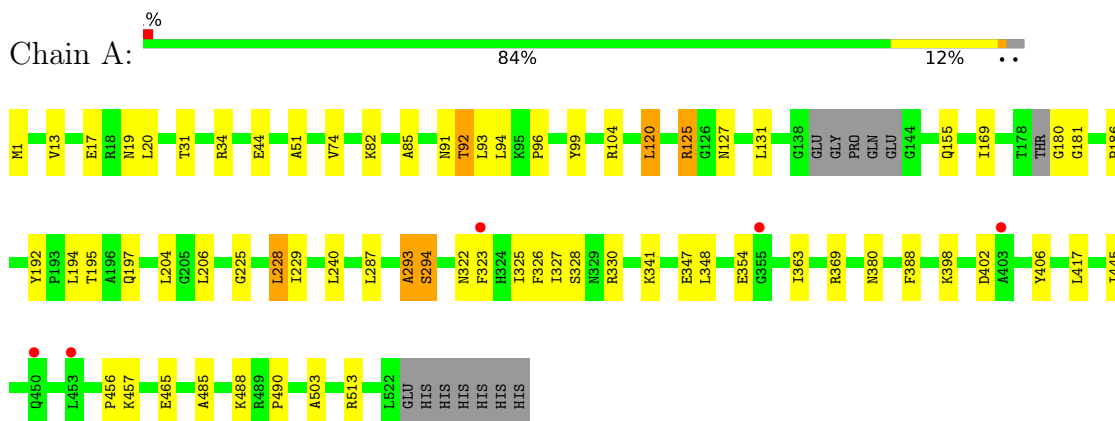 .%
Chain A:
84% 12% • •
M1 V13 E17 R18 N19 L20 T31 R34 E44 A51 V74 K82 A85 N91 T92 L93 L94 K95 P96 Y99 R104 L120 R125 G126 N127 L131 G138 GLU GLY PRO GLN GLU G144 Q155 I169 T178 THR G180 G181
Y192 P193 L194 T195 A196 Q197 L204 G205 L206 G225 L228 I229 L240 L287 A293 S294 N322 F323 H324 I325 F326 I327 S328 N329 R330 K341 E347 L348 E354 G355 I363 R369 N380 F388 K398 D402 A403 Y406 L417
Q450 L453 P456 K457 E465 A485 K488 R489 P490 A503 R513 L522 GLU HIS HIS HIS HIS HIS HIS